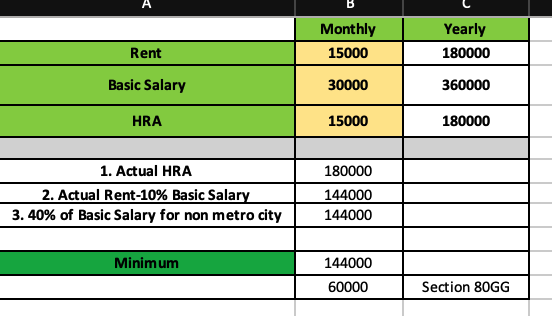 A B C
Monthly Yearly
Rent 15000 180000
Basic Salary 30000 360000
HRA 15000 180000
1. Actual HRA 180000
2. Actual Rent-10% Basic Salary 144000
3. 40% of Basic Salary for non metro city 144000
Minimum 144000
60000 Section 80GG